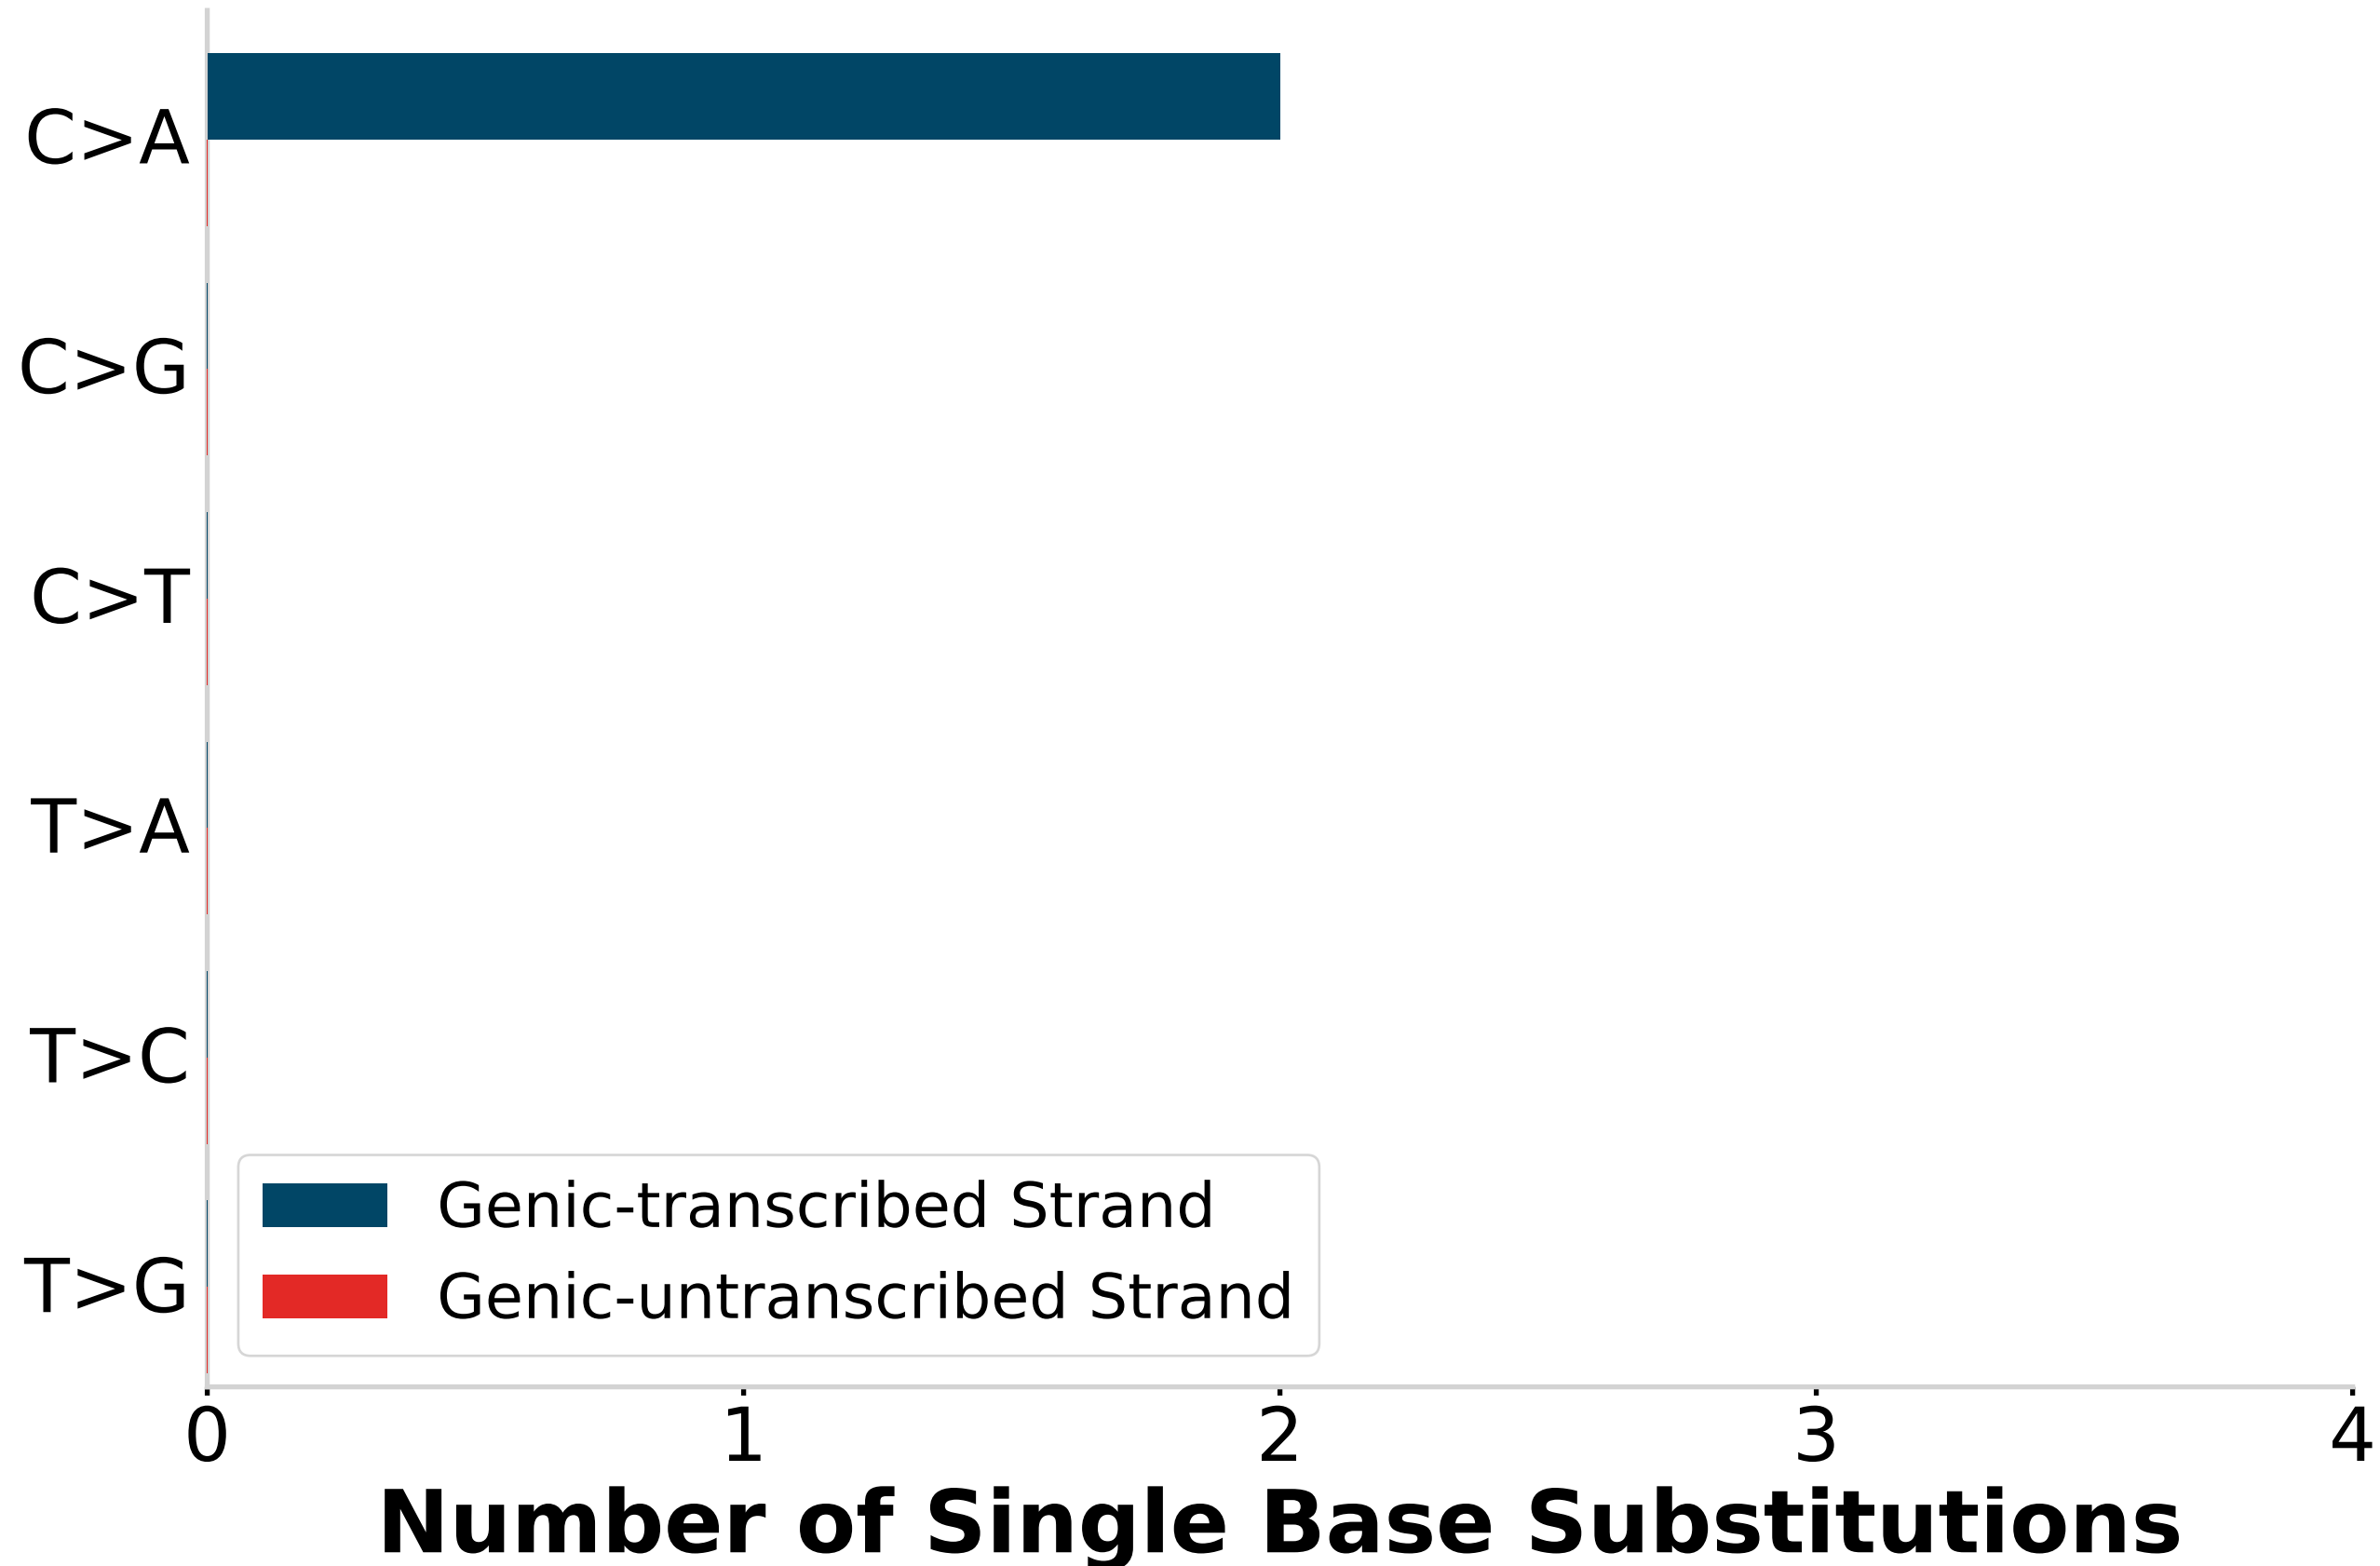 C>A
C>G
C>T
T>A
T>C
T>G
Genic-transcribed Strand
Genic-untranscribed Strand
0 1 2 3 4
Number of Single Base Substitutions